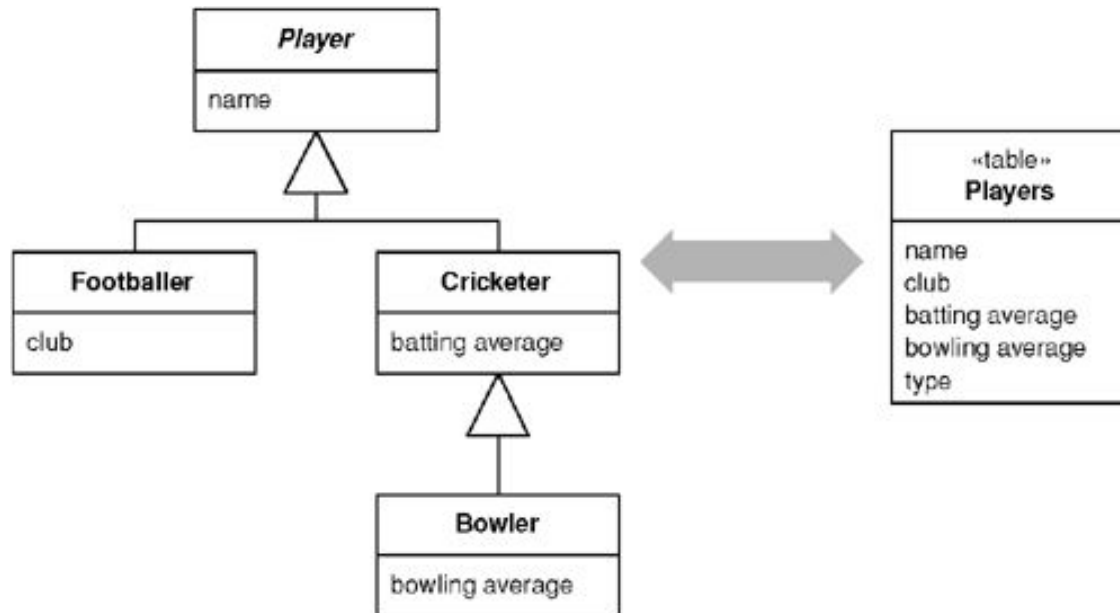 Player
name
Footballer
club
Cricketer
batting average
Bowler
bowling average
«table»
Players
name
club
batting average
bowling average
type